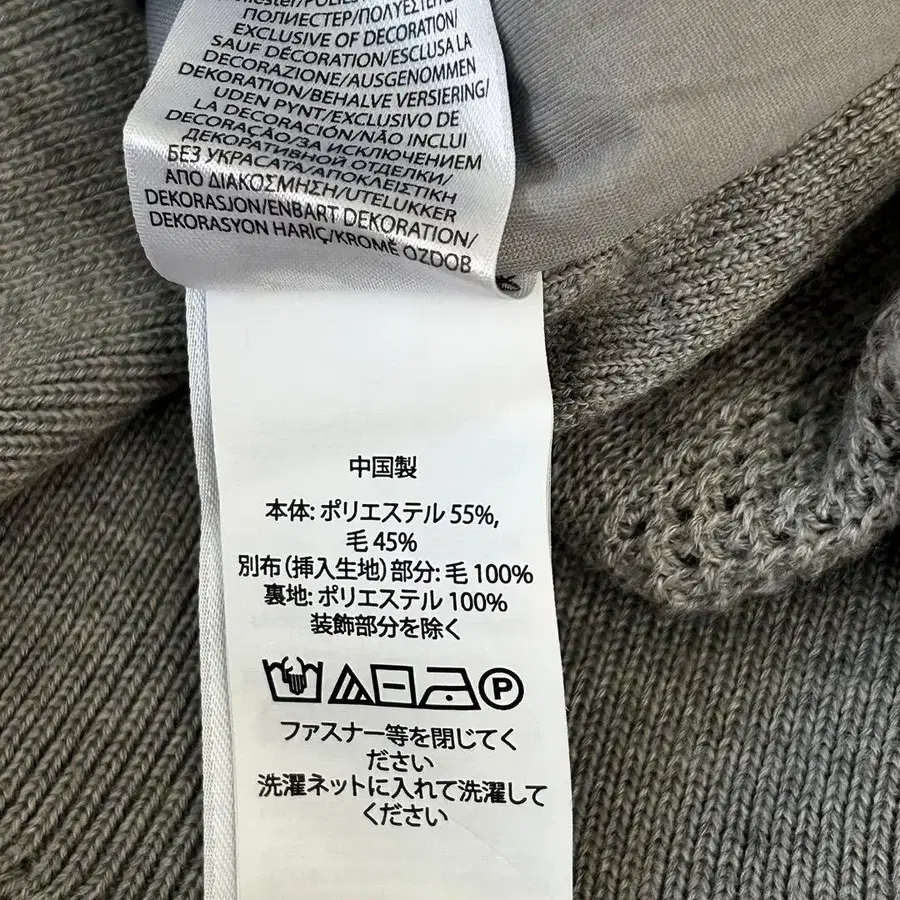 ПОЛИЕСТЕР/ΠΟΛΥΕΣΤΕΡ
EXCLUSIVE OF DECORATION/
SAUF DÉCORATION/ESCLUSA LA
DECORAZIONE/AUSGENOMMEN
DEKORATION/BEHALVE VERSIERING/
UDEN PYNT/EXCLUSIVO DE
LA DECORACIÓN/NÃO INCLUI
DECORAÇÃO/ЗА ИСКЛЮЧЕНИЕМ
ДЕКОРАТИВНОЙ ОТДЕЛКИ/
БЕЗ УКРАСАТА/ΑΠΟΚΛΕΙΣΤΙΚΗ
ΑΠΟ ΔΙΑΚΟΣΜΗΣΗ/UTELUKKER
DEKORASJON/ENBART DEKORATION/
DEKORASYON HARIÇ/KROMĚ OZDOB
中国製
本体: ポリエステル 55%,
毛 45%
別布（挿入生地）部分: 毛 100%
裏地: ポリエステル 100%
装飾部分を除く
P
ファスナー等を閉じてく
ださい
洗濯ネットに入れて洗濯して
ください